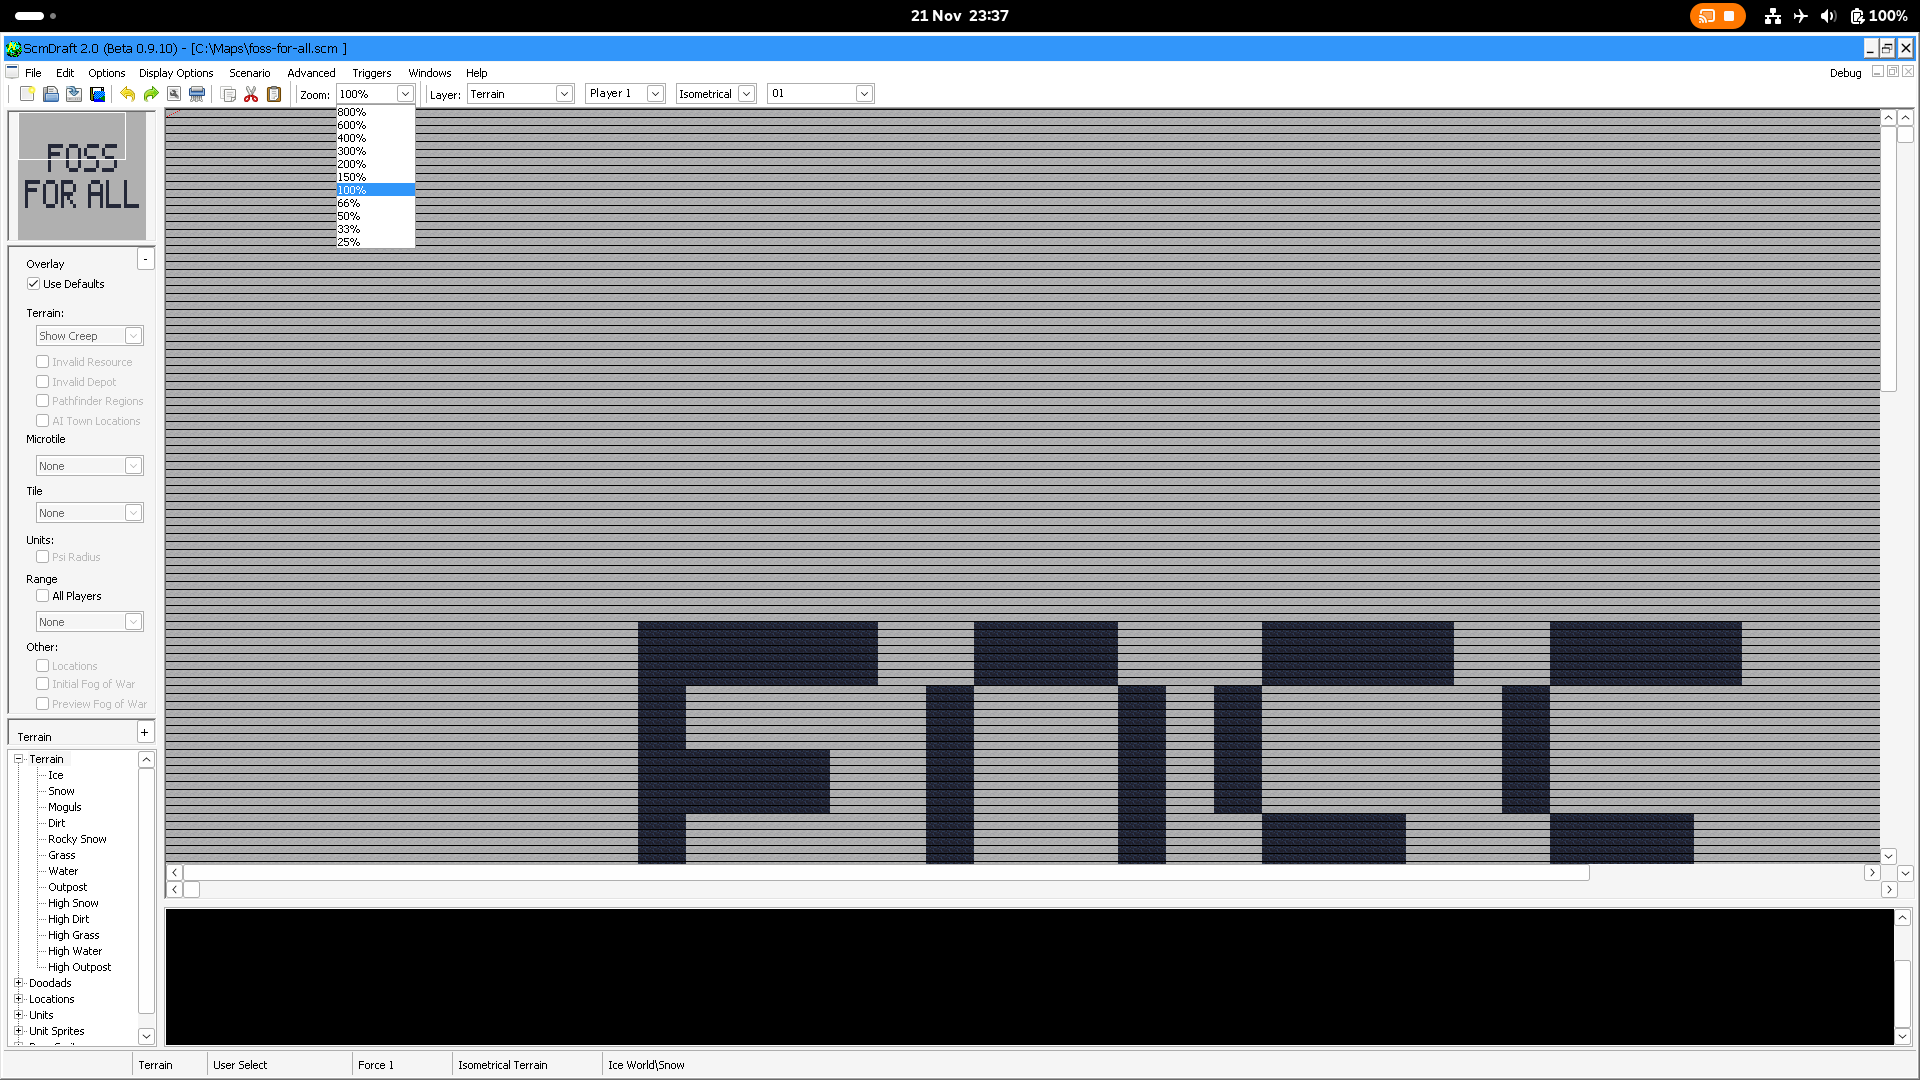 21 Nov 23:37
100%
ScmDraft 2.0 (Beta 0.9.10) - [C:\Maps\foss-for-all.scm ]
File Edit Options Display Options Scenario Advanced Triggers Windows Help Debug
Zoom: 100% Layer: Terrain Player 1 Isometrical 01
800%
600%
400%
300%
200%
150%
100%
66%
50%
33%
25%
FOSS
FOR ALL
Overlay
-
Use Defaults
Terrain:
Show Creep
Invalid Resource
Invalid Depot
Pathfinder Regions
AI Town Locations
Microtile
None
Tile
None
Units:
Psi Radius
Range
All Players
None
Other:
Locations
Initial Fog of War
Preview Fog of War
Terrain
+
Terrain
Ice
Snow
Moguls
Dirt
Rocky Snow
Grass
Water
Outpost
High Snow
High Dirt
High Grass
High Water
High Outpost
Doodads
Locations
Units
Unit Sprites
Terrain User Select Force 1 Isometrical Terrain Ice World\Snow